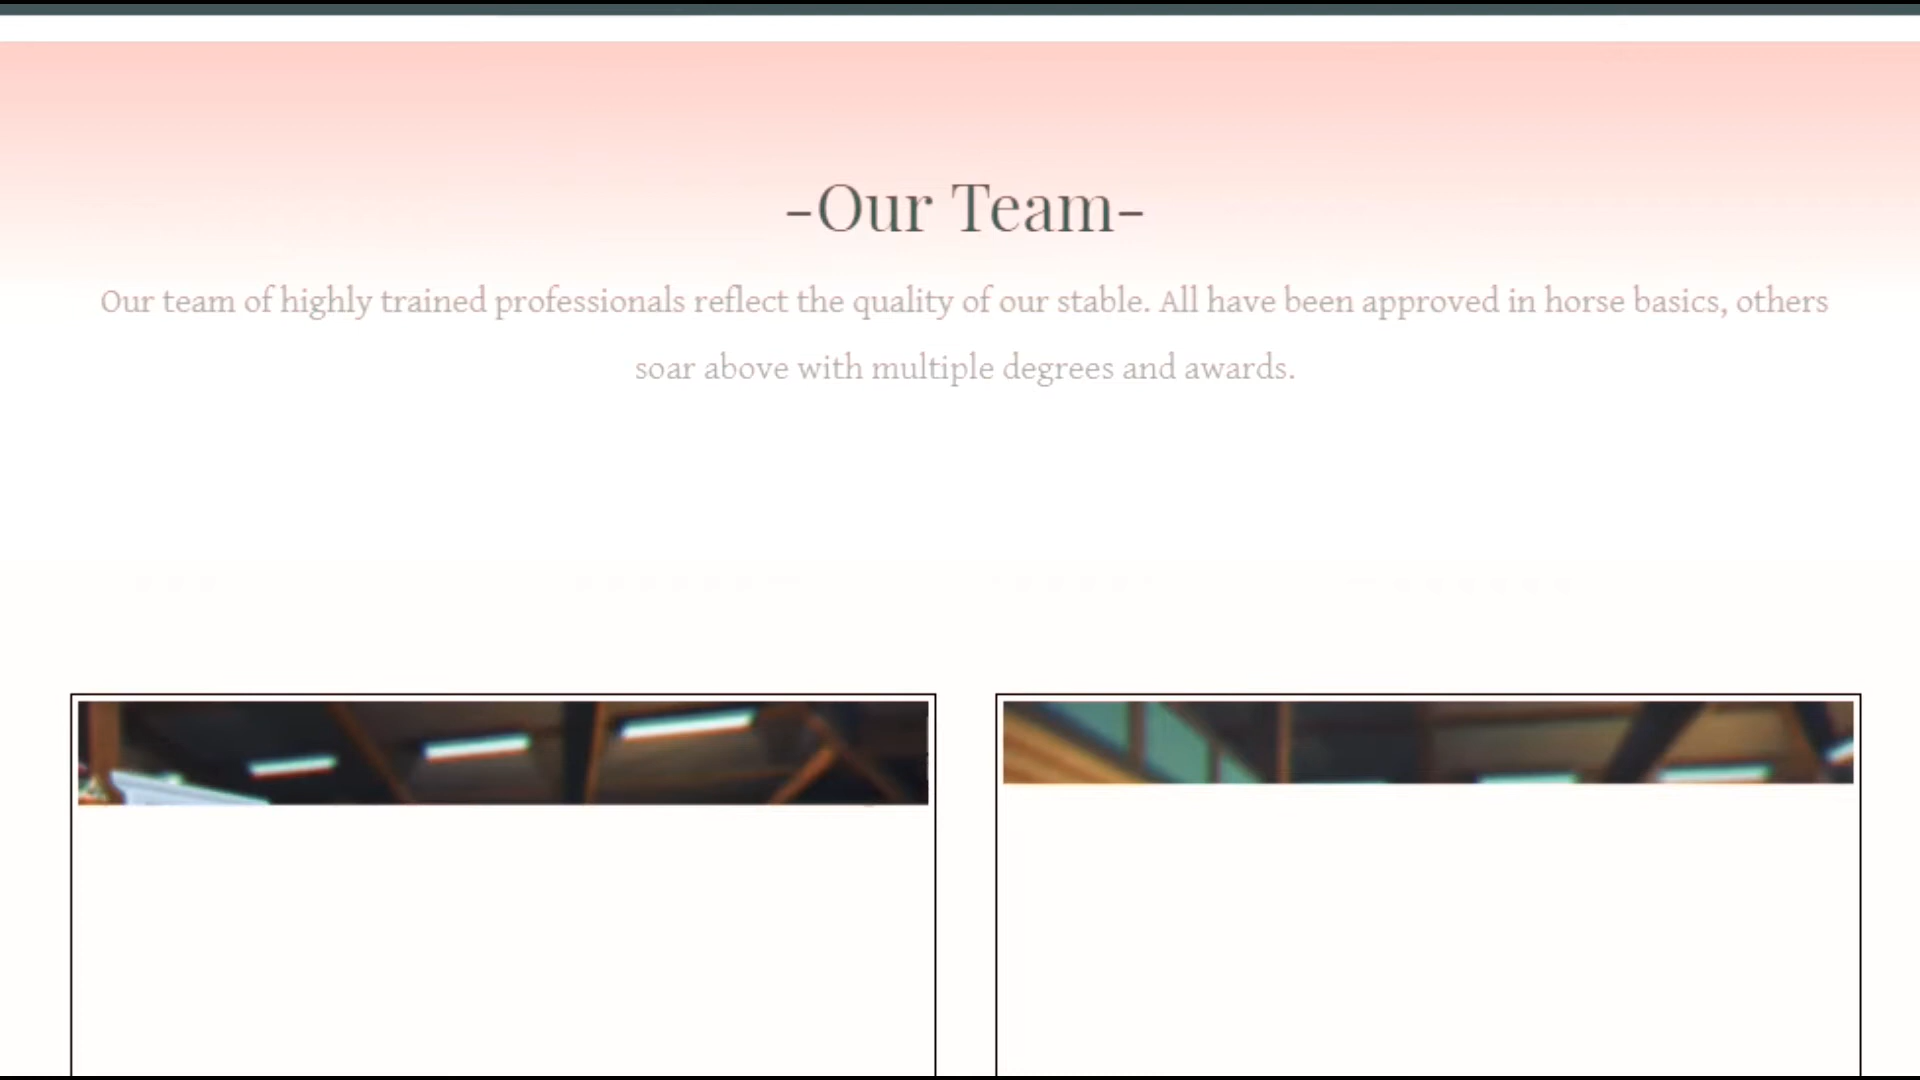 -Our Team-
Our team of highly trained professionals reflect the quality of our stable. All have been approved in horse basics, others
soar above with multiple degrees and awards.